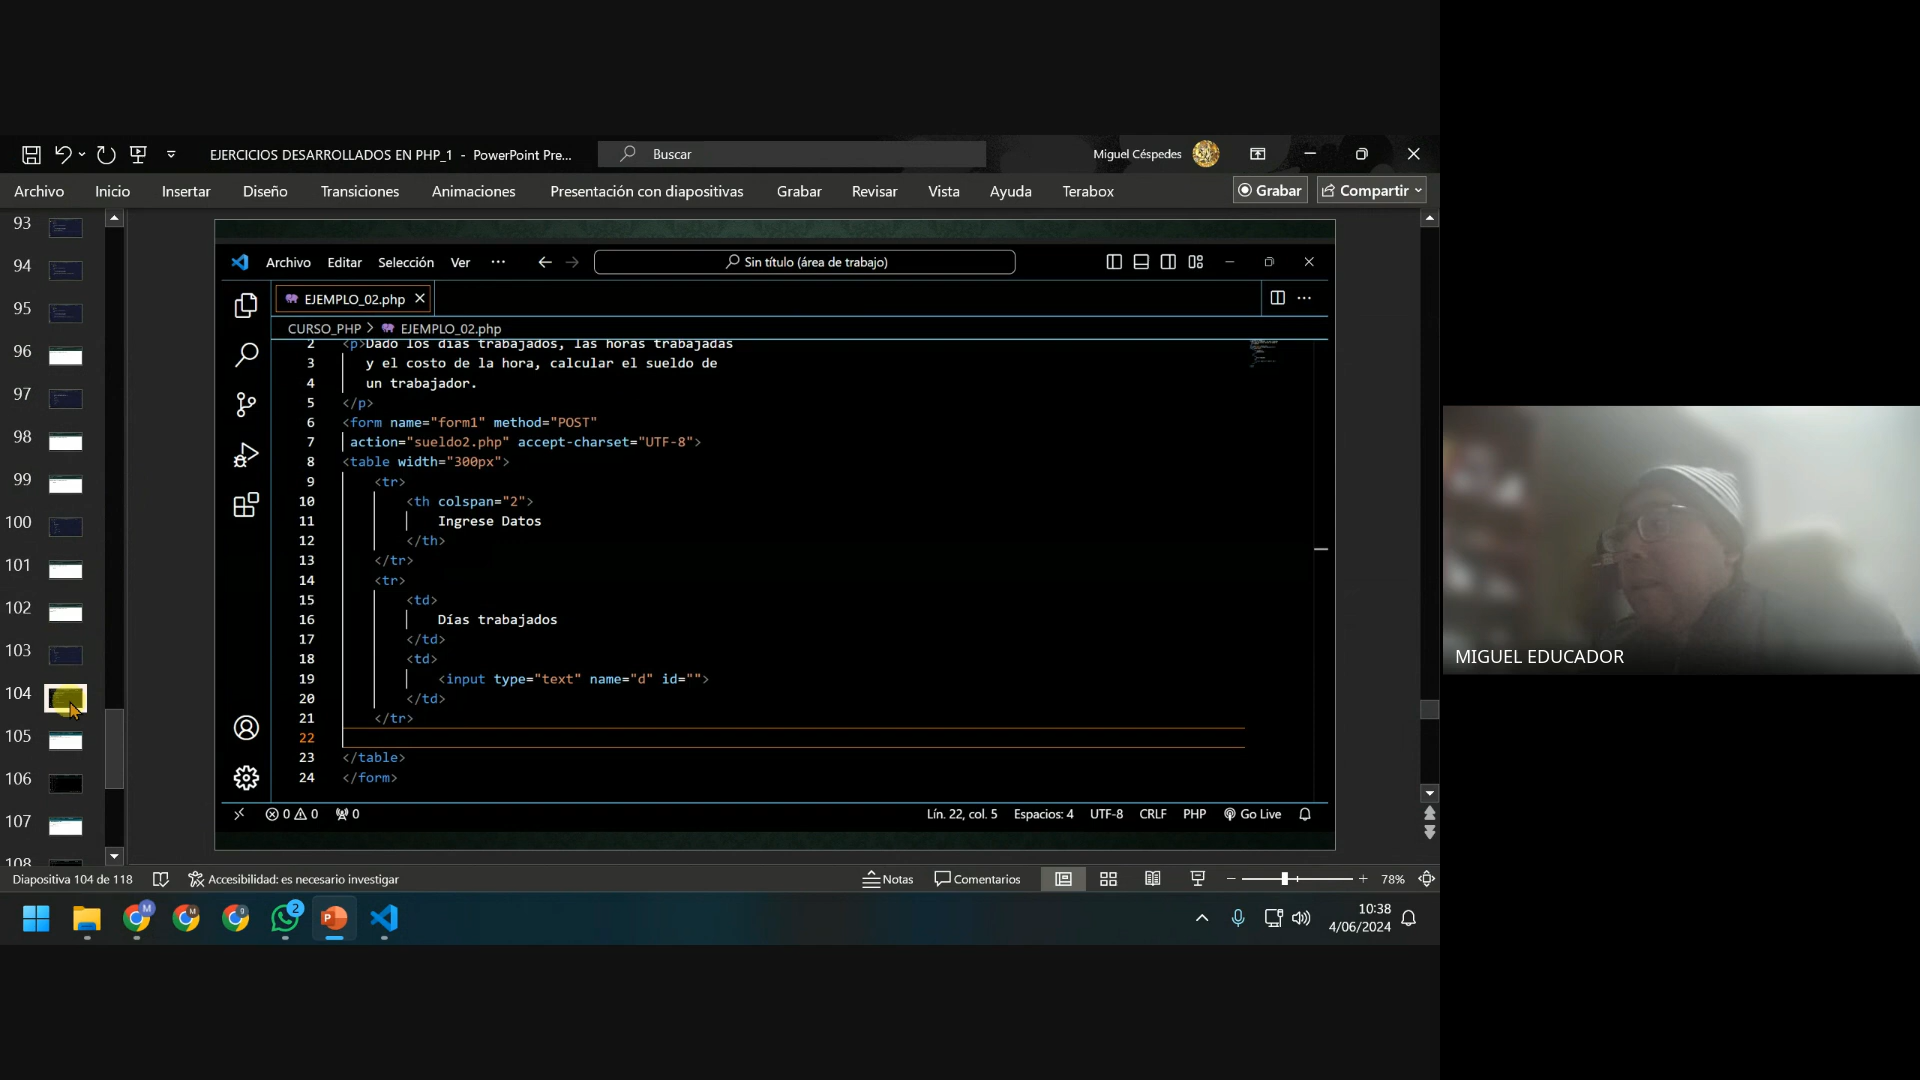 EJERCICIOS DESARROLLADOS EN PHP_1 - PowerPoint Pre...
Buscar
Miguel Céspedes
Archivo Inicio Insertar Diseño Transiciones Animaciones Presentación con diapositivas Grabar Revisar Vista Ayuda Terabox
Grabar
Compartir
93
94
95
96
97
98
99
100
101
102
103
104
105
106
107
108
Archivo Editar Selección Ver ...
Sin título (área de trabajo)
EJEMPLO_02.php
CURSO_PHP > EJEMPLO_02.php
2 <p>Dado los días trabajados, las horas trabajadas
3 y el costo de la hora, calcular el sueldo de
4 un trabajador.
5 </p>
6 <form name="form1" method="POST"
7 action="sueldo2.php" accept-charset="UTF-8">
8 <table width="300px">
9 <tr>
10 <th colspan="2">
11 Ingrese Datos
12 </th>
13 </tr>
14 <tr>
15 <td>
16 Días trabajados
17 </td>
18 <td>
19 <input type="text" name="d" id="">
20 </td>
21 </tr>
22
23 </table>
24 </form>
0 0 0
Lín. 22, col. 5 Espacios: 4 UTF-8 CRLF PHP Go Live
MIGUEL EDUCADOR
Diapositiva 104 de 118 Accesibilidad: es necesario investigar Notas Comentarios 78%
M M 9 2 P
10:38
4/06/2024